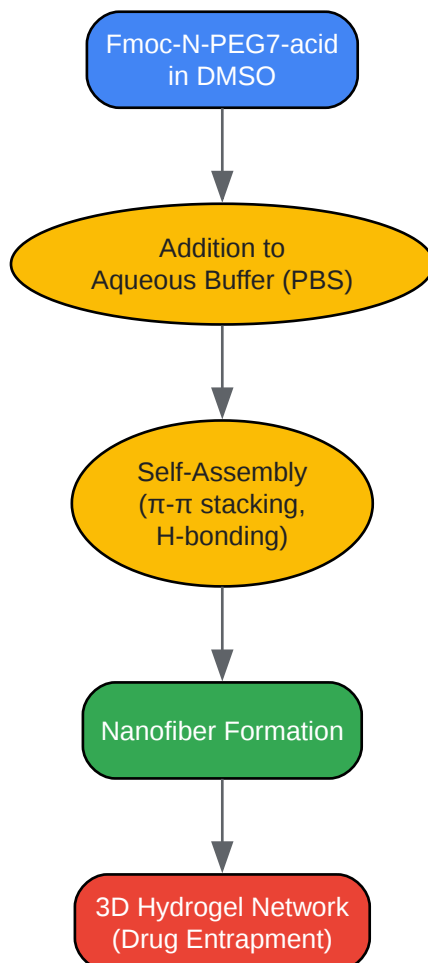 Fmoc-N-PEG7-acid
in DMSO
Addition to
Aqueous Buffer (PBS)
Self-Assembly
(π-π stacking,
H-bonding)
Nanofiber Formation
3D Hydrogel Network
(Drug Entrapment)